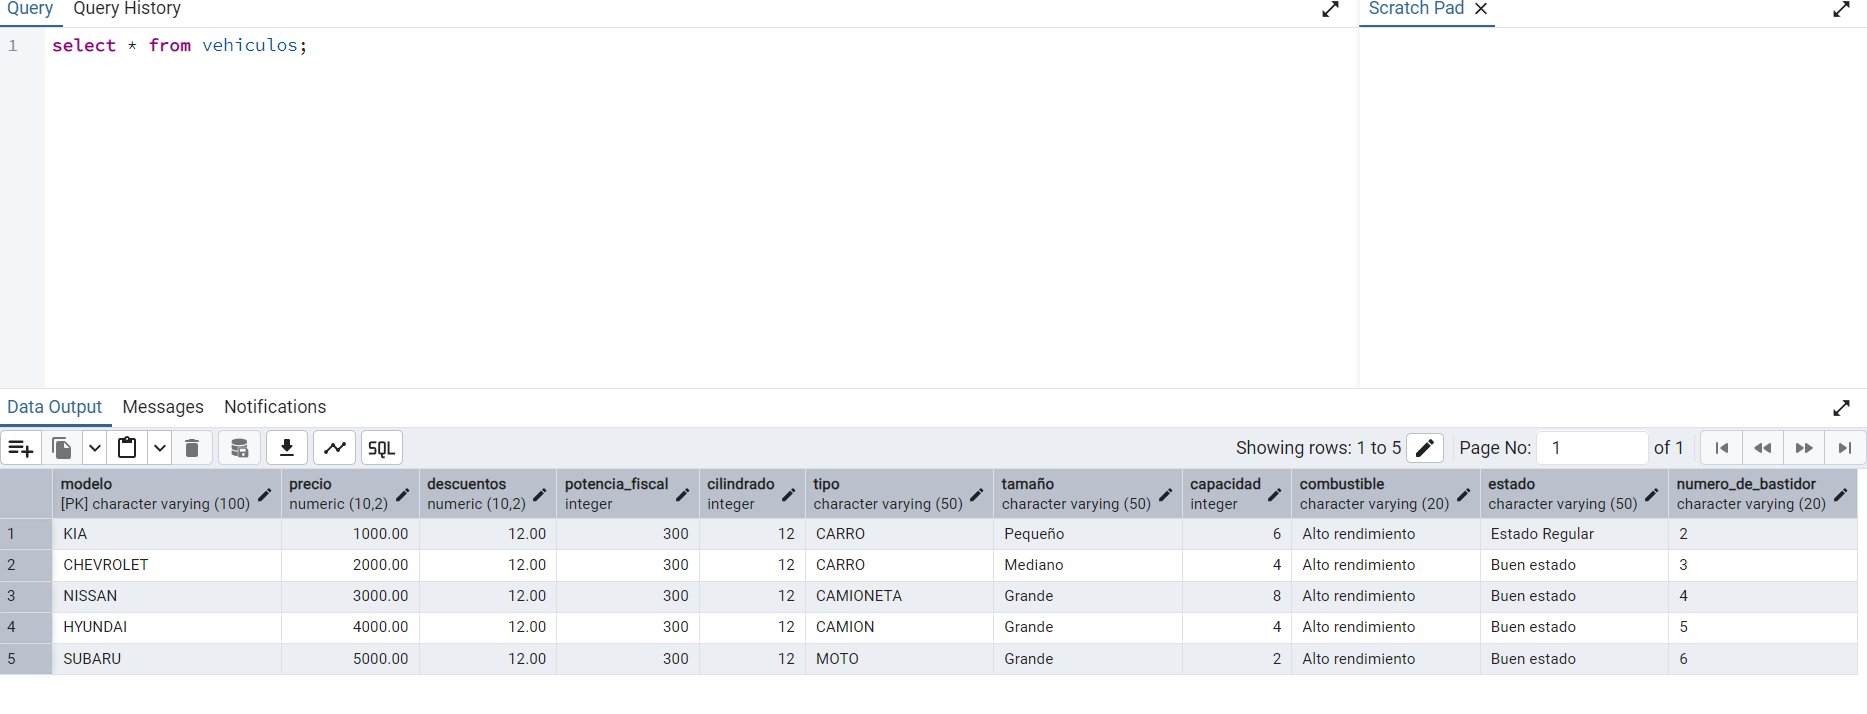 Query Query History Scratch Pad
1 select * from vehiculos;
Data Output Messages Notifications
SQL Showing rows: 1 to 5 Page No: 1 of 1
modelo precio descuentos potencia_fiscal cilindrado tipo tamaño capacidad combustible estado numero_de_bastidor
[PK] character varying (100) numeric (10,2) numeric (10,2) integer integer character varying (50) character varying (50) integer character varying (20) character varying (50) character varying (20)
1 KIA 1000.00 12.00 300 12 CARRO Pequeño 6 Alto rendimiento Estado Regular 2
2 CHEVROLET 2000.00 12.00 300 12 CARRO Mediano 4 Alto rendimiento Buen estado 3
3 NISSAN 3000.00 12.00 300 12 CAMIONETA Grande 8 Alto rendimiento Buen estado 4
4 HYUNDAI 4000.00 12.00 300 12 CAMION Grande 4 Alto rendimiento Buen estado 5
5 SUBARU 5000.00 12.00 300 12 MOTO Grande 2 Alto rendimiento Buen estado 6